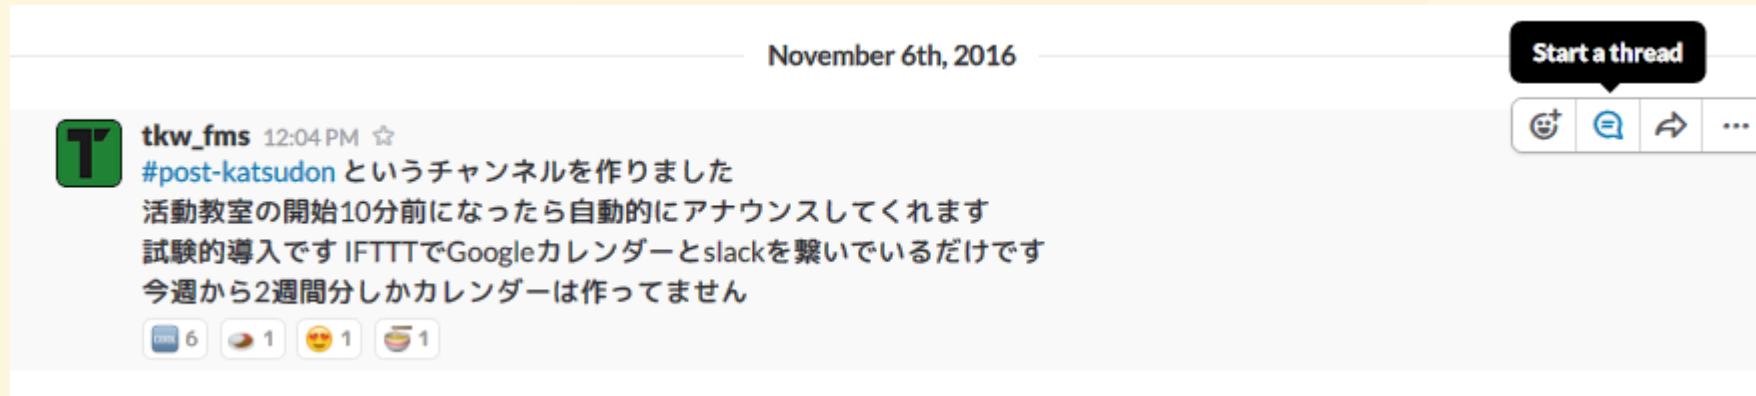 November 6th, 2016
Start a thread
tkw_fms 12:04 PM
#post-katsudon というチャンネルを作りました
活動教室の開始10分前になったら自動的にアナウンスしてくれます
試験的導入です IFTTTでGoogleカレンダーとslackを繋いでいるだけです
今週から2週間分しかカレンダーは作ってません
6 1 1 1